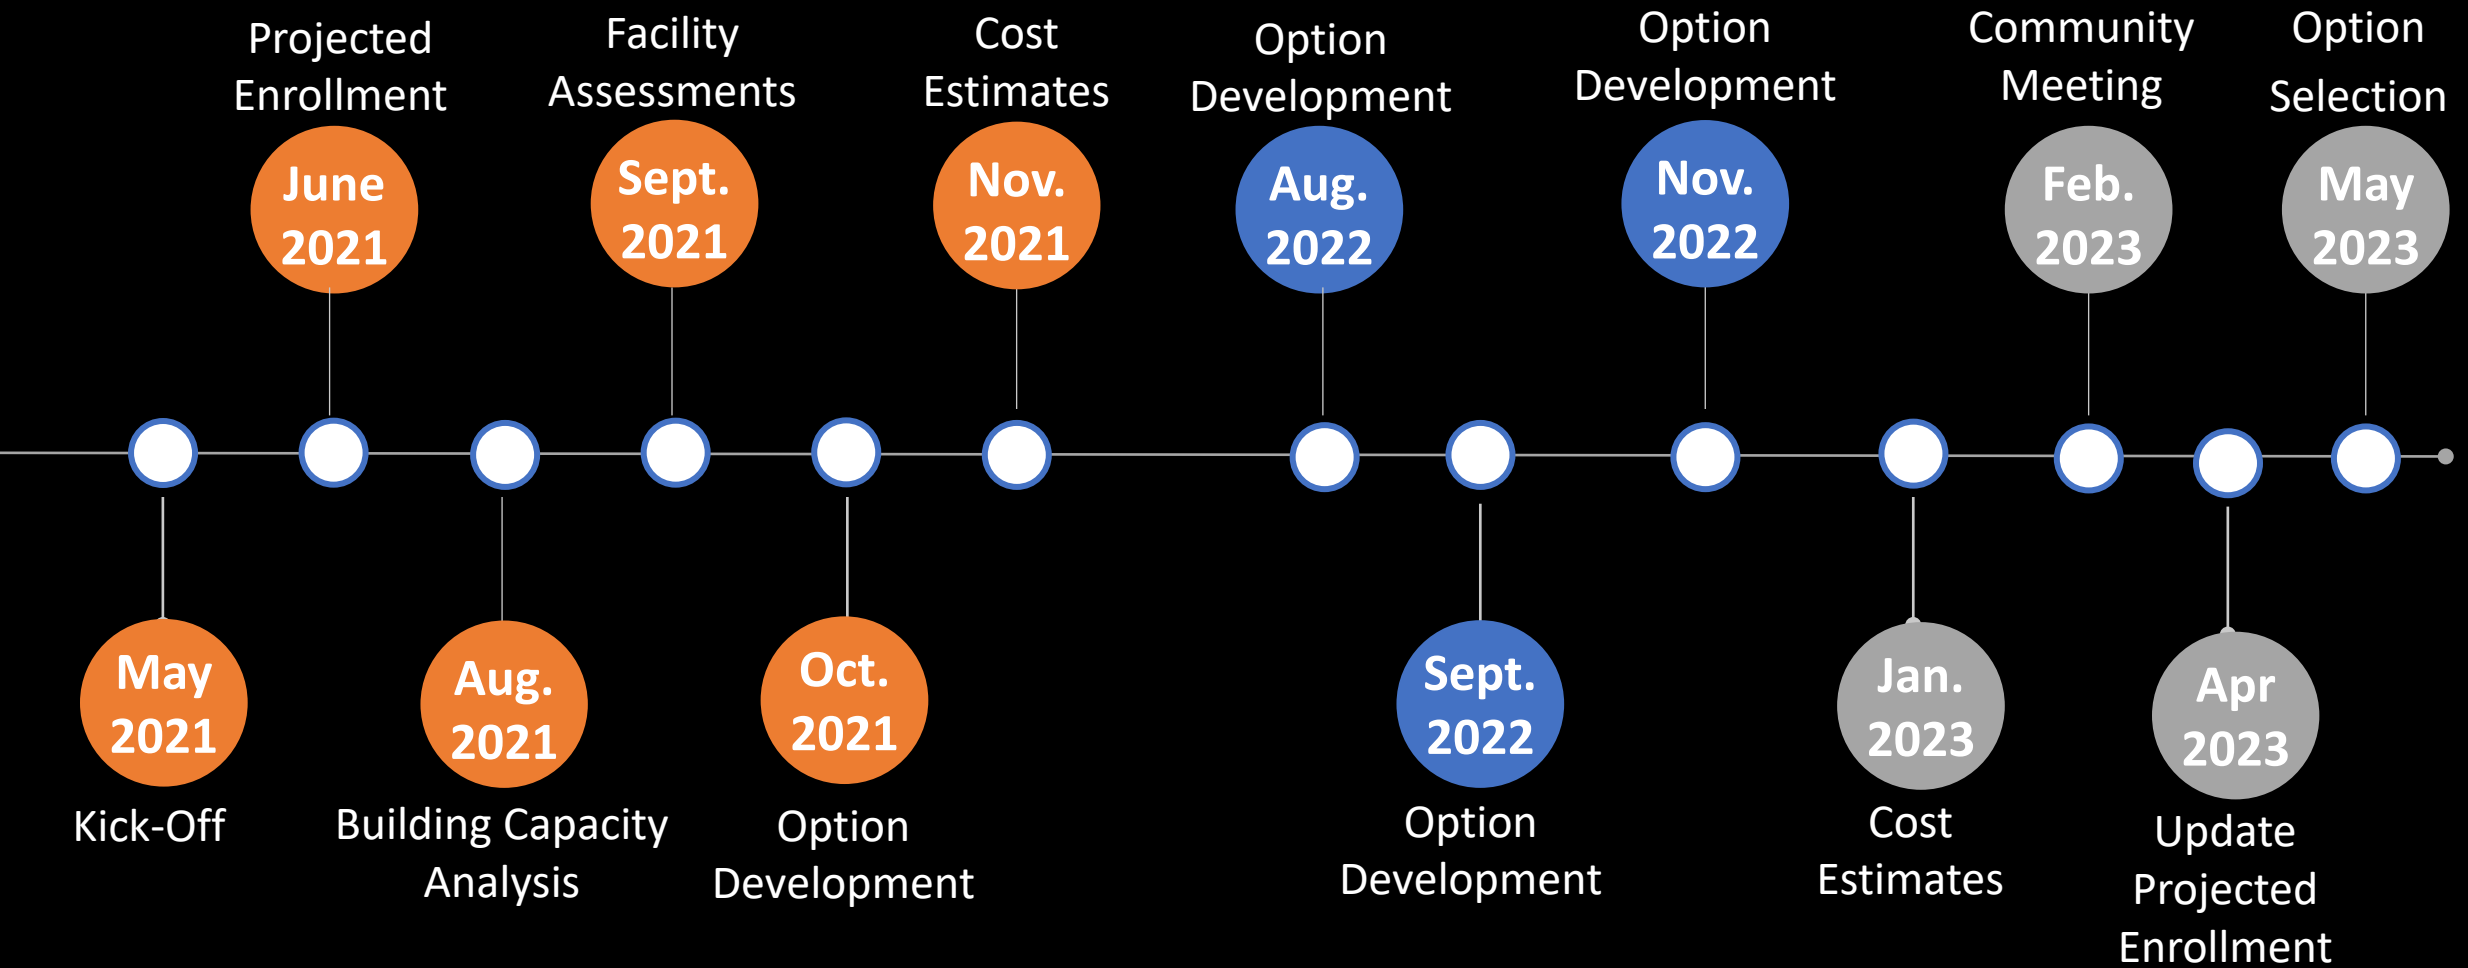 Projected
Enrollment
June
2021
Facility
Assessments
Sept.
2021
Cost
Estimates
Nov.
2021
Option
Development
Aug.
2022
Option
Development
Nov.
2022
Community
Meeting
Feb.
2023
Option
Selection
May
2023
May
2021
Kick-Off
Aug.
2021
Building Capacity
Analysis
Oct.
2021
Option
Development
Sept.
2022
Option
Development
Jan.
2023
Cost
Estimates
Apr
2023
Update
Projected
Enrollment